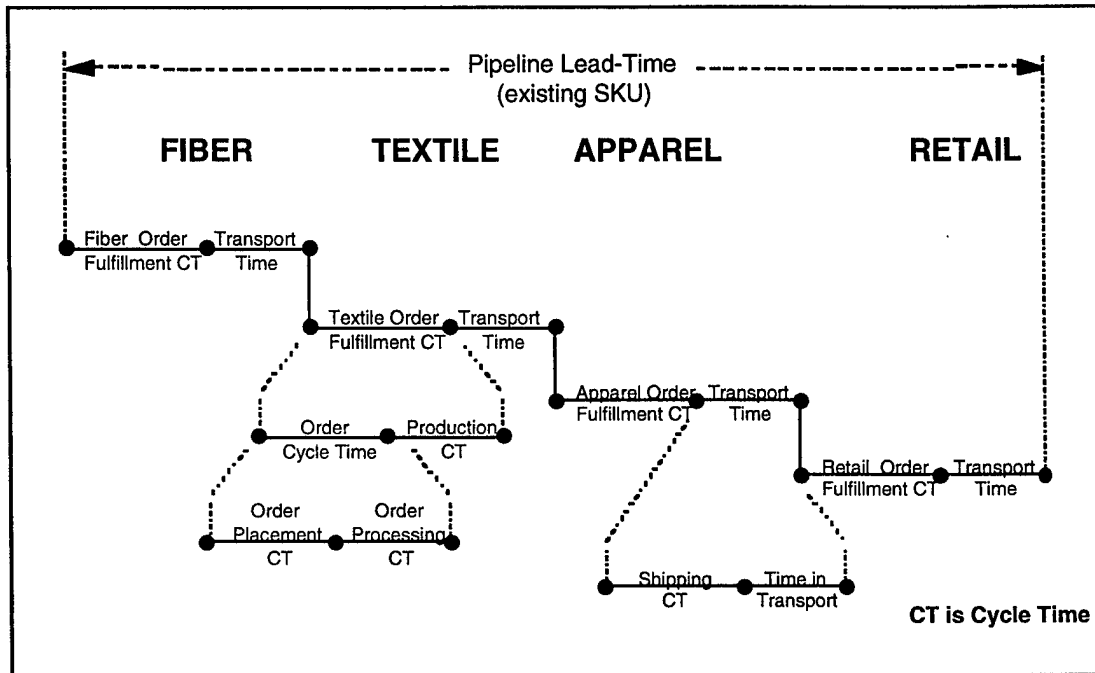 Pipeline Lead-Time
(existing SKU)
FIBER TEXTILE APPAREL RETAIL
Fiber Order Transport
Fulfillment CT Time
Textile Order Transport
Fulfillment CT Time
Apparel Order Transport
Fulfillment CT Time
Order Production
Cycle Time CT
Retail Order Transport
Fulfillment CT Time
Order Order
Placement Processing
CT CT
Shipping Time in
CT Transport
CT is Cycle Time